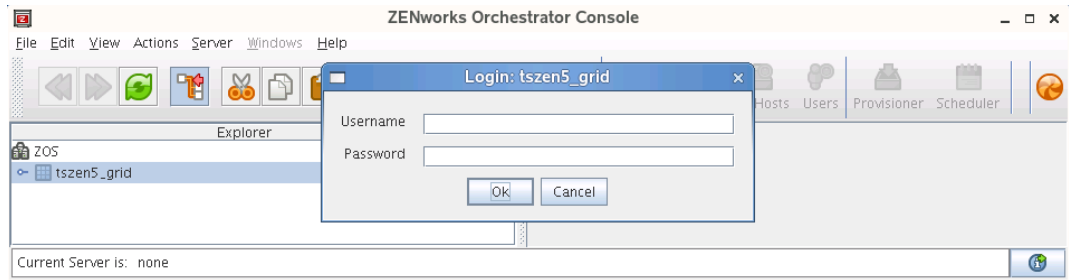 ZENworks Orchestrator Console
File Edit View Actions Server Windows Help
Login: tszen5_grid
Hosts Users Provisioner Scheduler
Username
Password
Ok Cancel
Explorer
ZOS
tszen5_grid
Current Server is: none